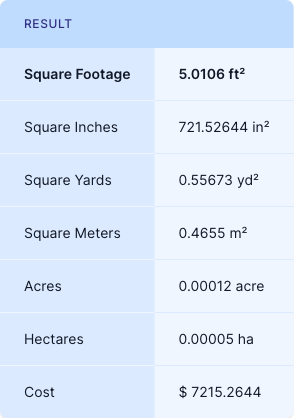 RESULT
Square Footage 5.0106 ft²
Square Inches 721.52644 in²
Square Yards 0.55673 yd²
Square Meters 0.4655 m²
Acres 0.00012 acre
Hectares 0.00005 ha
Cost $ 7215.2644